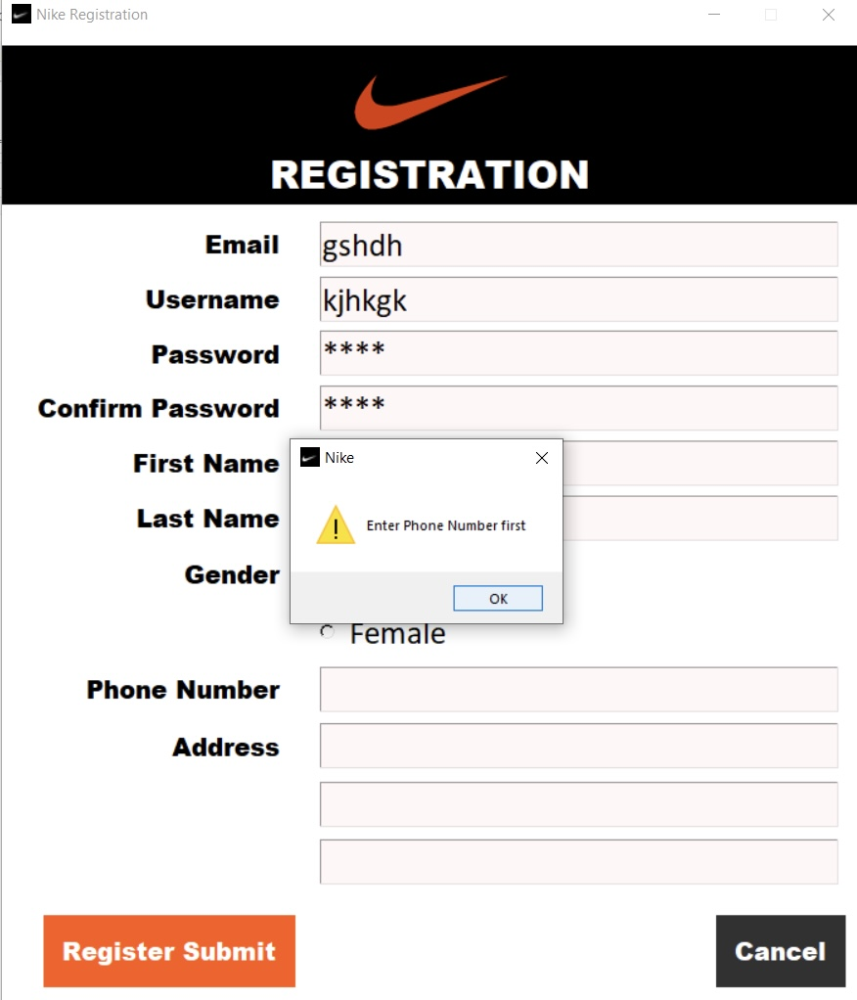 Nike Registration
REGISTRATION
Email gshdh
Username kjhkgk
Password ****
Confirm Password ****
First Name
Last Name
Gender
Nike
Enter Phone Number first
OK
Female
Phone Number
Address
Register Submit
Cancel